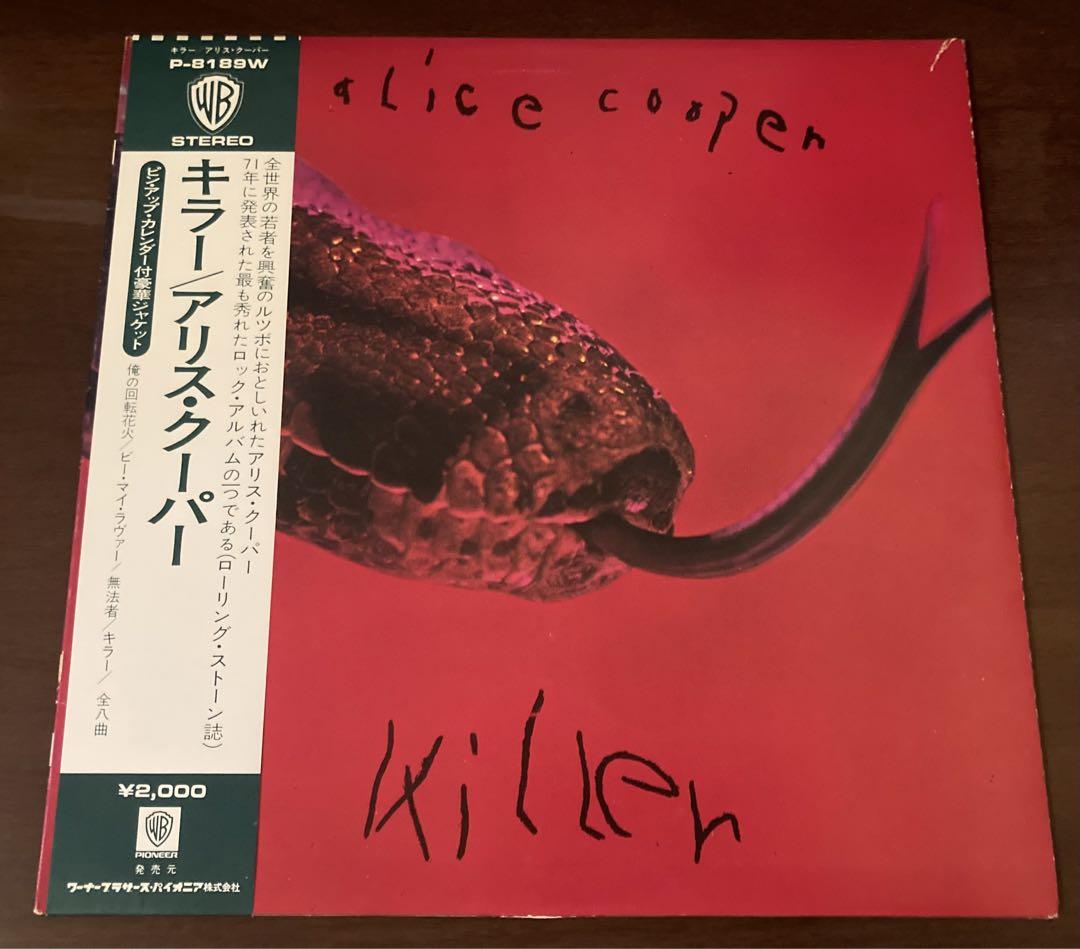 キラー/アリス・クーパー
P-8189W
WB
STEREO
全世界の若者を興奮のルツボにおとしいれたアリス・クーパー
71年に発表された最も秀れたロック・アルバムの一つである(ローリング・ストーン誌)
キラー/アリス・クーパー
ピン・アップ・カレンダー付豪華ジャケット
俺の回転花火/ビー・マイ・ラヴァー/無法者/キラー/全八曲
¥2,000
WB
PIONEER
発売元
ワーナーブラザーズ・パイオニア株式会社
alice cooper
killer